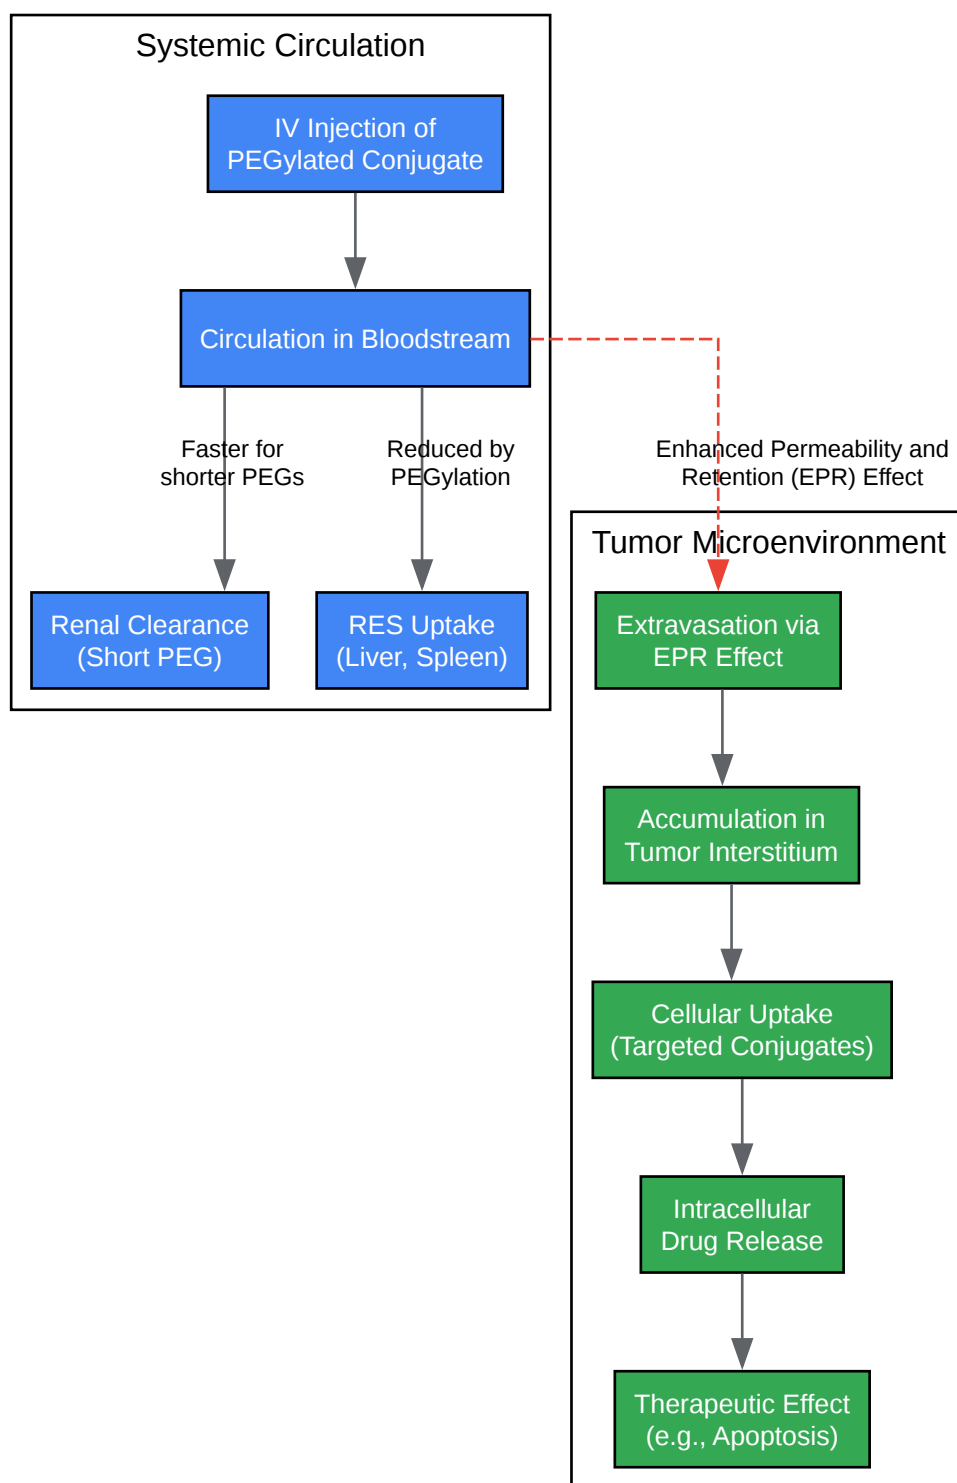 Systemic Circulation
IV Injection of
PEGylated Conjugate
Circulation in Bloodstream
Faster for
shorter PEGs
Reduced by
PEGylation
Enhanced Permeability and
Retention (EPR) Effect
Renal Clearance
(Short PEG)
RES Uptake
(Liver, Spleen)
Tumor Microenvironment
Extravasation via
EPR Effect
Accumulation in
Tumor Interstitium
Cellular Uptake
(Targeted Conjugates)
Intracellular
Drug Release
Therapeutic Effect
(e.g., Apoptosis)